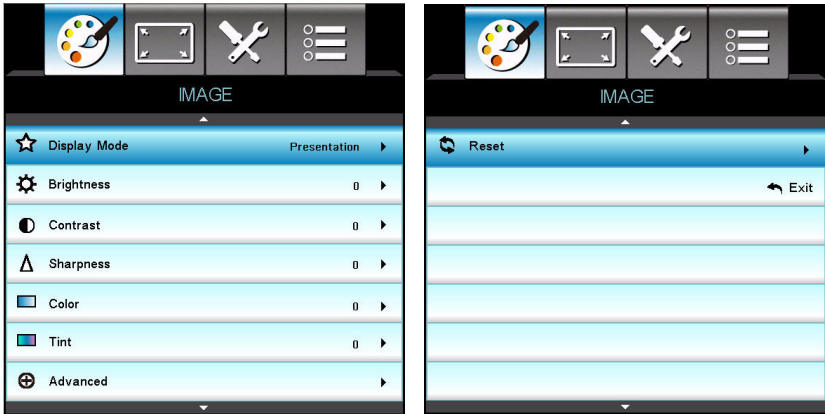 IMAGE
Display Mode Presentation
Brightness 0
Contrast 0
Sharpness 0
Color 0
Tint 0
Advanced
IMAGE
Reset
Exit